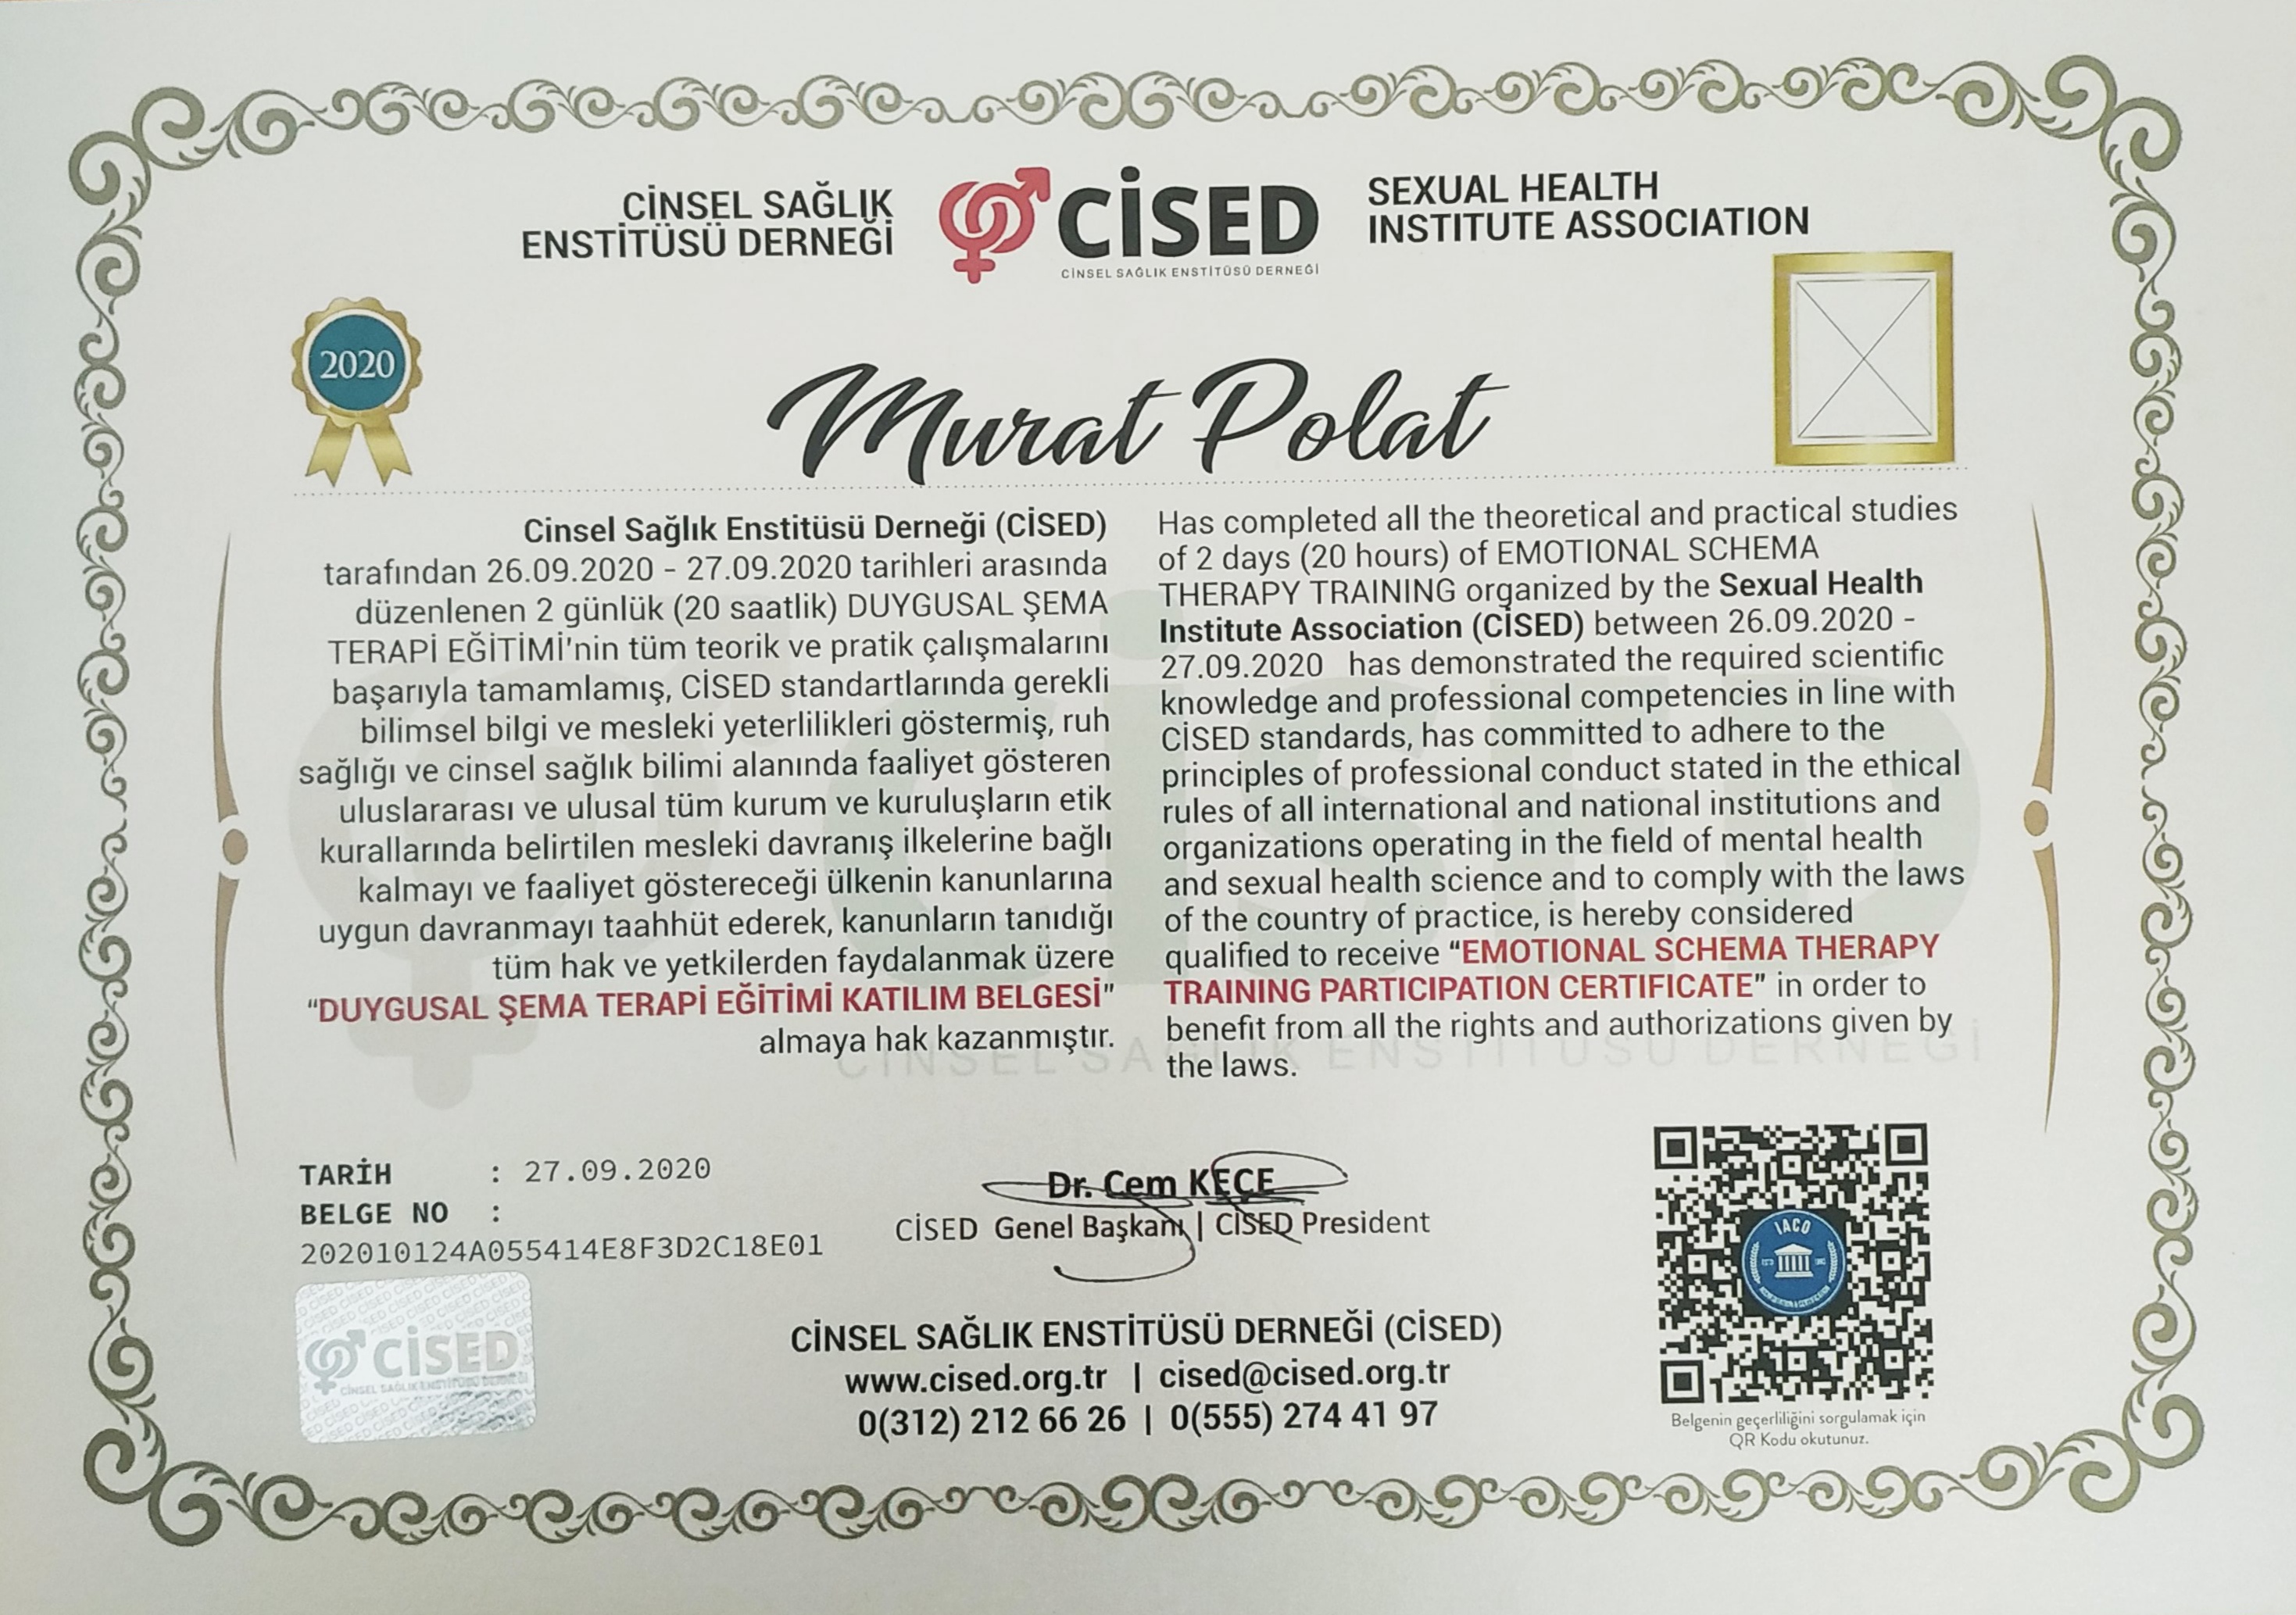 CİNSEL SAĞLIK
ENSTİTÜSÜ DERNEĞİ
CİSED
CİNSEL SAĞLIK ENSTİTÜSÜ DERNEĞİ
SEXUAL HEALTH
INSTITUTE ASSOCIATION
2020
Murat Polat
Cinsel Sağlık Enstitüsü Derneği (CİSED)
tarafından 26.09.2020 - 27.09.2020 tarihleri arasında
düzenlenen 2 günlük (20 saatlik) DUYGUSAL ŞEMA
TERAPİ EĞİTİMİ'nin tüm teorik ve pratik çalışmalarını
başarıyla tamamlamış, CİSED standartlarında gerekli
bilimsel bilgi ve mesleki yeterlilikleri göstermiş, ruh
sağlığı ve cinsel sağlık bilimi alanında faaliyet gösteren
uluslararası ve ulusal tüm kurum ve kuruluşların etik
kurallarında belirtilen mesleki davranış ilkelerine bağlı
kalmayı ve faaliyet göstereceği ülkenin kanunlarına
uygun davranmayı taahhüt ederek, kanunların tanıdığı
tüm hak ve yetkilerden faydalanmak üzere
“DUYGUSAL ŞEMA TERAPİ EĞİTİMİ KATILIM BELGESİ”
almaya hak kazanmıştır.
Has completed all the theoretical and practical studies
of 2 days (20 hours) of EMOTIONAL SCHEMA
THERAPY TRAINING organized by the Sexual Health
Institute Association (CİSED) between 26.09.2020 -
27.09.2020 has demonstrated the required scientific
knowledge and professional competencies in line with
CİSED standards, has committed to adhere to the
principles of professional conduct stated in the ethical
rules of all international and national institutions and
organizations operating in the field of mental health
and sexual health science and to comply with the laws
of the country of practice, is hereby considered
qualified to receive “EMOTIONAL SCHEMA THERAPY
TRAINING PARTICIPATION CERTIFICATE” in order to
benefit from all the rights and authorizations given by
the laws.
CİSED
CİNSEL SAĞLIK ENSTİTÜSÜ DERNEĞİ
TARİH : 27.09.2020
BELGE NO :
202010124A055414E8F3D2C18E01
Dr. Cem KEÇE
CİSED Genel Başkanı | CİSED President
CİSED
CİNSEL SAĞLIK ENSTİTÜSÜ DERNEĞİ
CİNSEL SAĞLIK ENSTİTÜSÜ DERNEĞİ (CİSED)
www.cised.org.tr | cised@cised.org.tr
0(312) 212 66 26 | 0(555) 274 41 97
IACO
Belgenin geçerliliğini sorgulamak için
QR Kodu okutunuz.